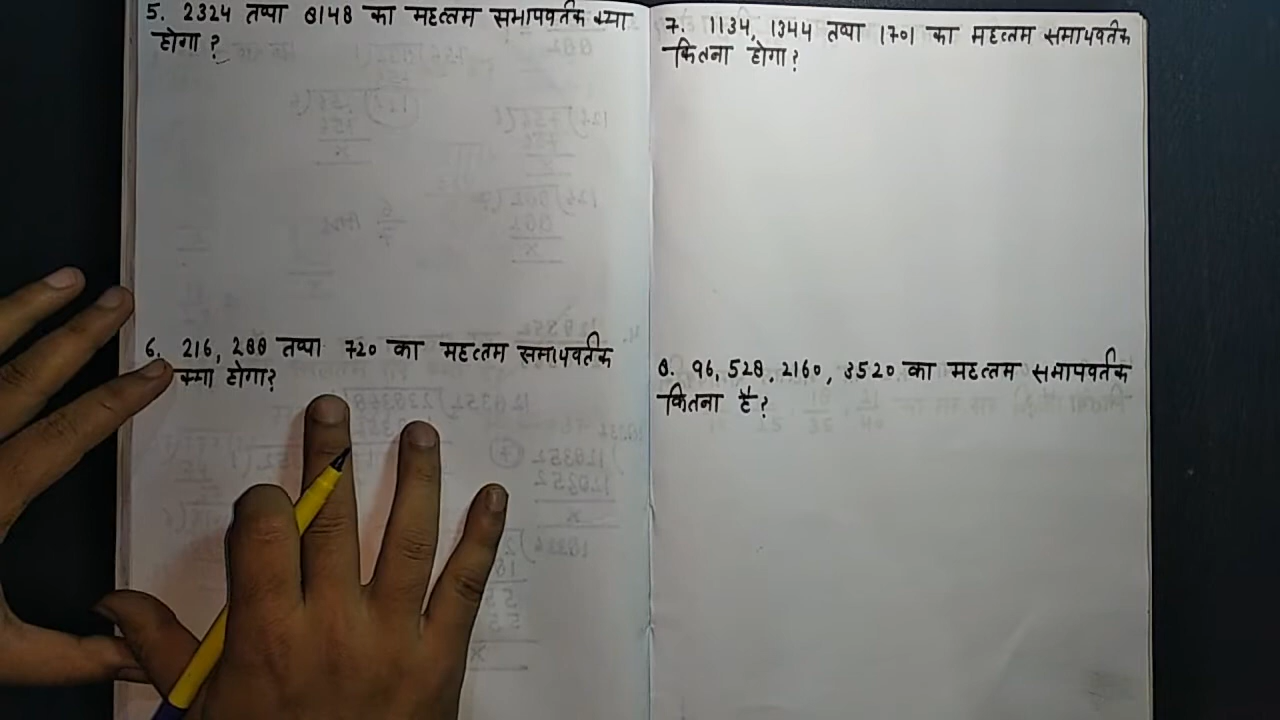 5. 2324 तथा 8148 का महत्तम समापवर्तक क्या
होगा ?
6. 216, 288 तथा 720 का महत्तम समापवर्तक
क्या होगा?
7. 1134, 1344 तथा 1701 का महत्तम समापवर्तक
कितना होगा?
8. 96, 528, 2160, 3520 का महत्तम समापवर्तक
कितना है?